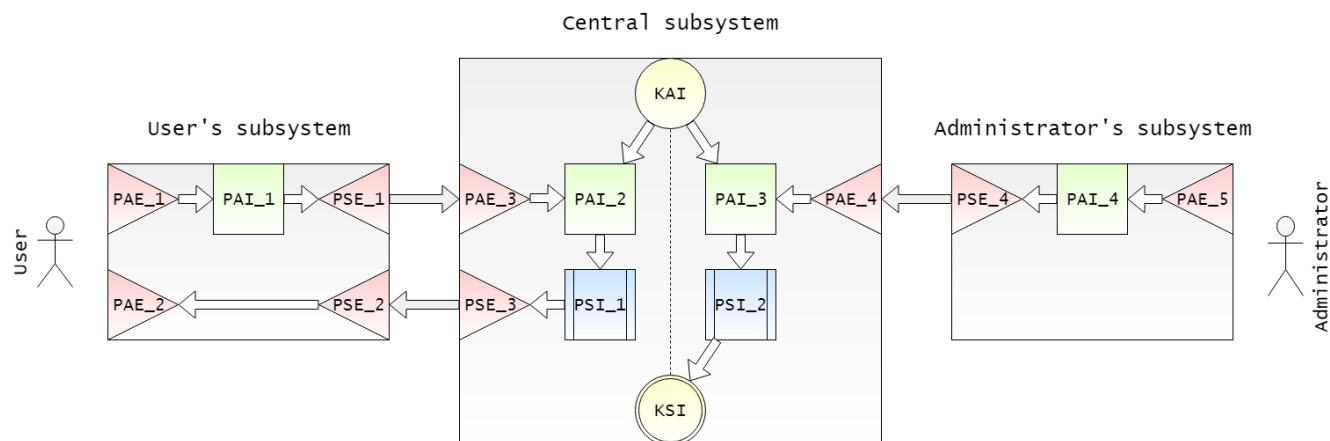 Central subsystem
KAI
User's subsystem
Administrator's subsystem
PAE_1
PAI_1
PSE_1
PAE_3
PAI_2
PAI_3
PAE_4
PSE_4
PAI_4
PAE_5
User
Administrator
PAE_2
PSE_2
PSE_3
PSI_1
PSI_2
KSI